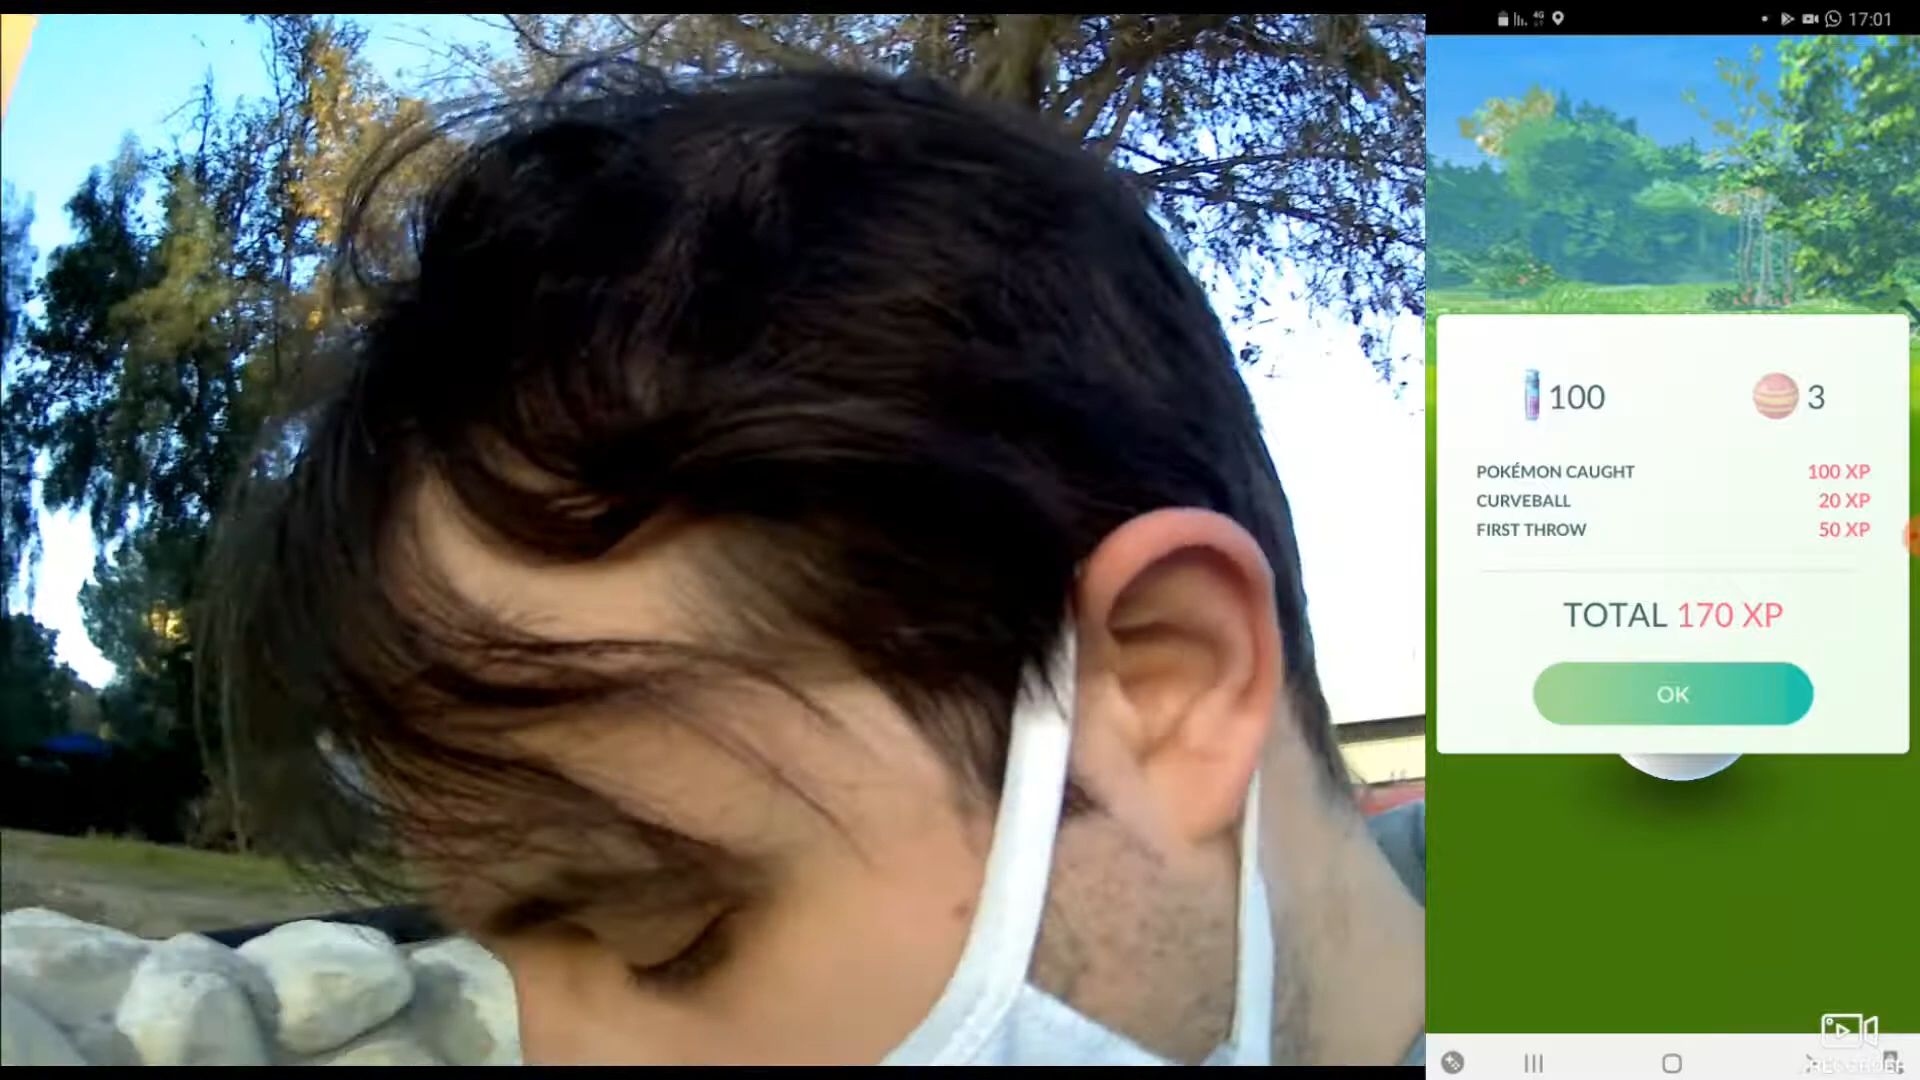 4G
17:01
100
3
POKÉMON CAUGHT 100 XP
CURVEBALL 20 XP
FIRST THROW 50 XP
TOTAL 170 XP
OK